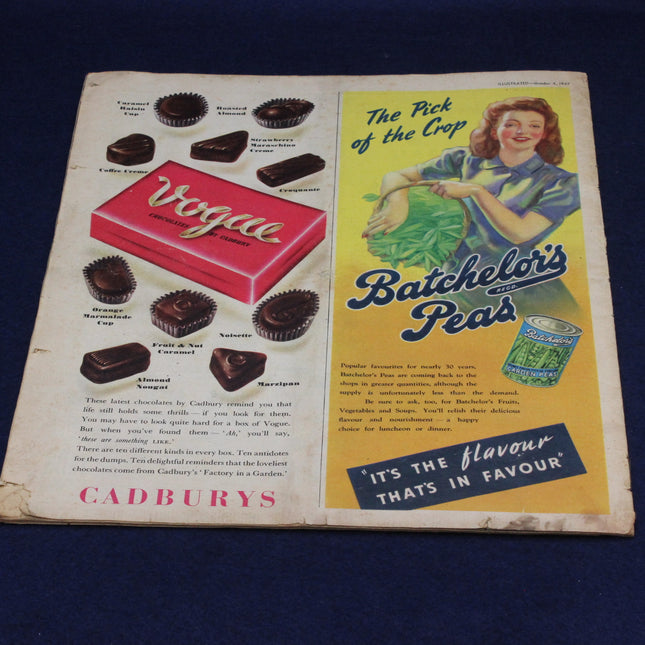 ILLUSTRATED—October 4, 1947
Caramel
Raisin
Cup
Roasted
Almond
Strawberry
Maraschino
Creme
Coffee Creme
Croquante
Vogue
CHOCOLATES BY CADBURY
Orange
Marmalade
Cup
Fruit & Nut
Caramel
Noisette
Almond
Nougat
Marzipan
These latest chocolates by Cadbury remind you that
life still holds some thrills — if you look for them.
You may have to look quite hard for a box of Vogue.
But when you've found them — 'Ah,' you'll say,
'these are something LIKE.'
There are ten different kinds in every box. Ten antidotes
for the dumps. Ten delightful reminders that the loveliest
chocolates come from Cadbury's 'Factory in a Garden.'
CADBURYS
The Pick
of the Crop
Batchelor's
REGD
Peas
Batchelor's
GARDEN PEAS
Popular favourites for nearly 50 years,
Batchelor's Peas are coming back to the
shops in greater quantities, although the
supply is unfortunately less than the demand.
Be sure to ask, too, for Batchelor's Fruits,
Vegetables and Soups. You'll relish their delicious
flavour and nourishment — a happy
choice for luncheon or dinner.
"IT'S THE flavour
THAT'S IN FAVOUR"